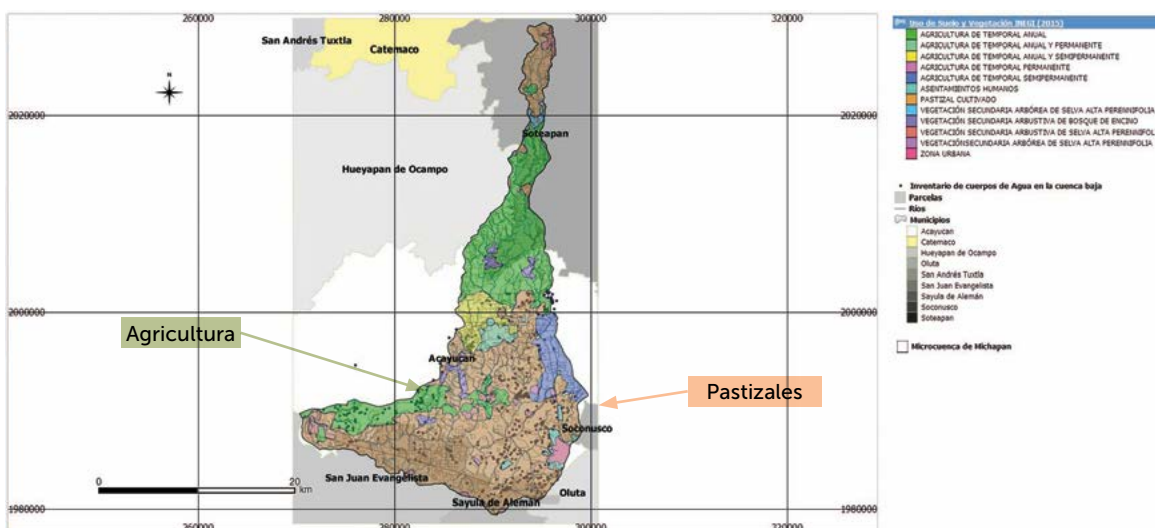 260000
280000
300000
320000
San Andrés Tuxtla
Catemaco
N
2020000
2020000
Soteapan
Hueyapan de Ocampo
2000000
2000000
Agricultura
Acayucan
Pastizales
Soconusco
San Juan Evangelista
Oluta
Sayula de Alemán
0
20
km
1980000
1980000
260000
280000
300000
320000
Uso de Suelo y Vegetación INEGI (2015)
AGRICULTURA DE TEMPORAL ANUAL
AGRICULTURA DE TEMPORAL ANUAL Y PERMANENTE
AGRICULTURA DE TEMPORAL ANUAL Y SEMIPERMANENTE
AGRICULTURA DE TEMPORAL PERMANENTE
AGRICULTURA DE TEMPORAL SEMIPERMANENTE
ASENTAMIENTOS HUMANOS
PASTIZAL CULTIVADO
VEGETACIÓN SECUNDARIA ARBÓREA DE SELVA ALTA PERENNIFOLIA
VEGETACIÓN SECUNDARIA ARBUSTIVA DE BOSQUE DE ENCINO
VEGETACIÓN SECUNDARIA ARBUSTIVA DE SELVA ALTA PERENNIFOL
VEGETACIÓNSECUNDARIA ARBÓREA DE SELVA ALTA PERENNIFOLIA
ZONA URBANA
Inventario de cuerpos de Agua en la cuenca baja
Parcelas
Ríos
Municipios
Acayucan
Catemaco
Hueyapan de Ocampo
Oluta
San Andrés Tuxtla
San Juan Evangelista
Sayula de Alemán
Soconusco
Soteapan
Microcuenca de Michapan